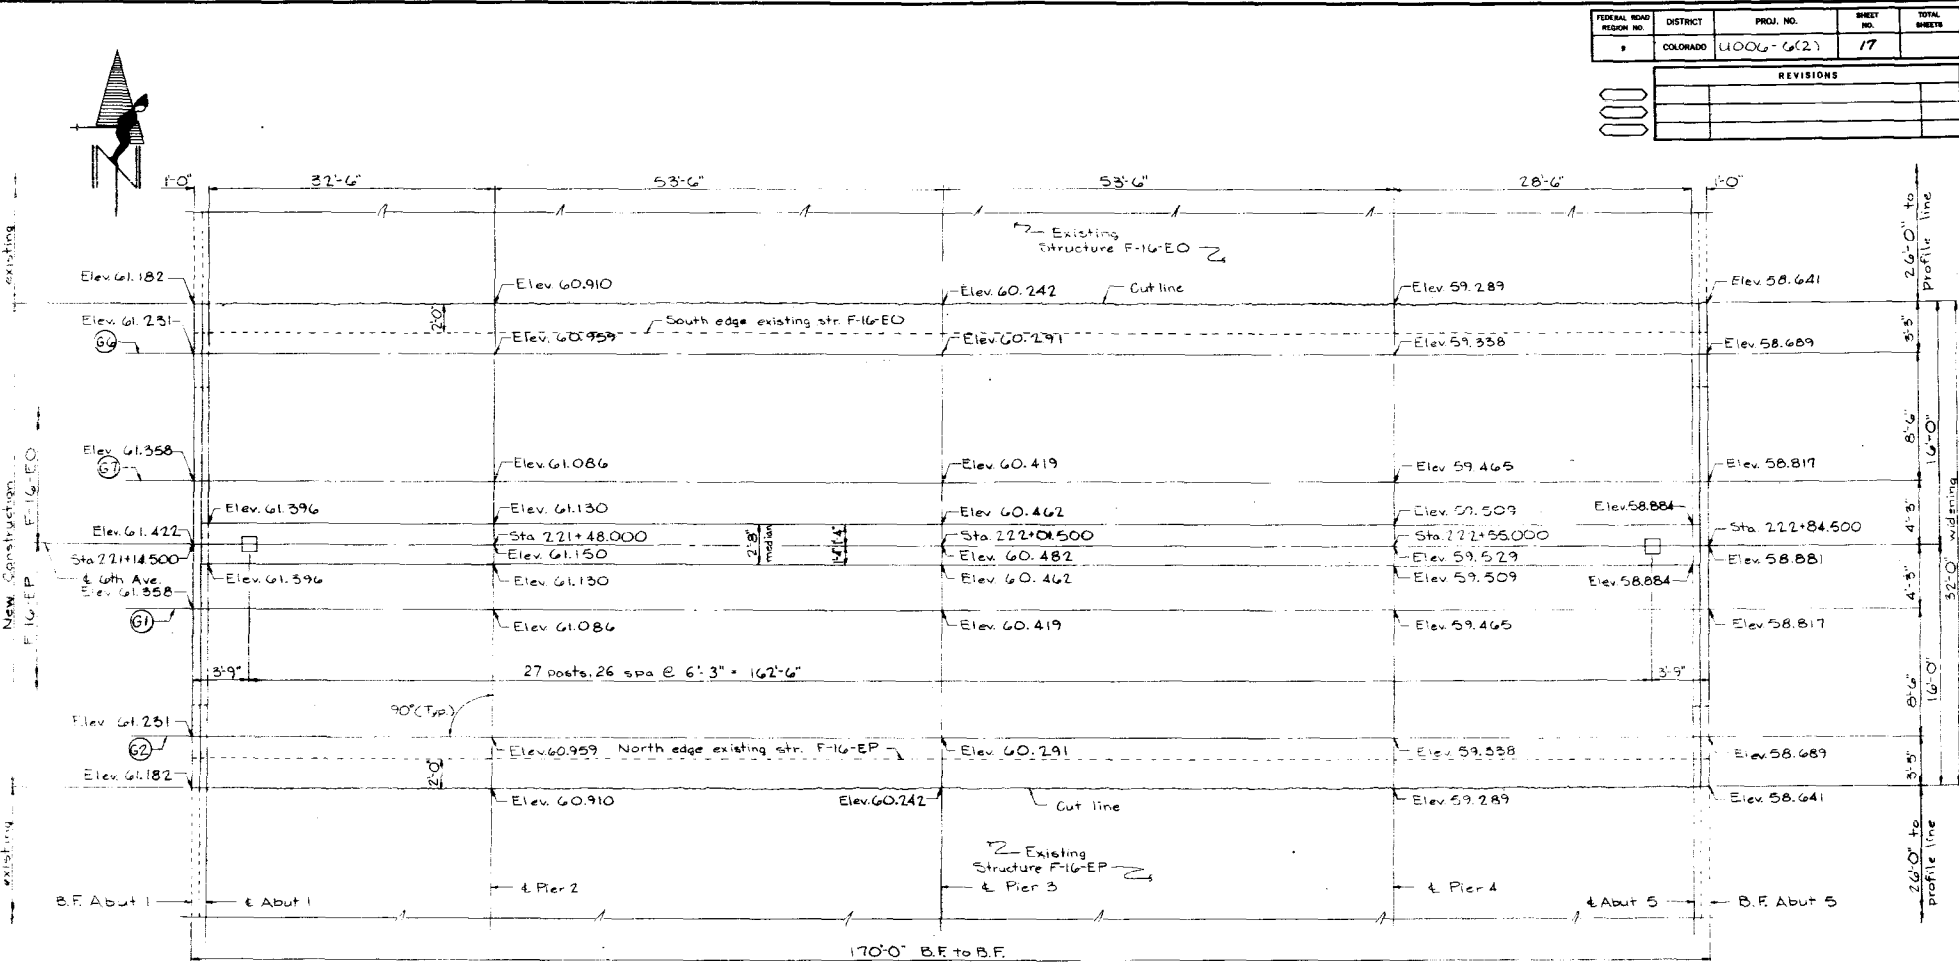 FEDERAL ROAD REGION NO. DISTRICT PROJ. NO. SHEET NO. TOTAL SHEETS
COLORADO U006-6(2) 17
REVISIONS
N
1'-0" 32'-6" 53'-6" 53'-6" 28'-6" 1'-0"
existing
Existing
Structure F-16-EO
26'-0" to
profile line
Elev. 61.182 Elev. 60.910 Elev. 60.242 Cut line Elev. 59.289 Elev. 58.641
Elev. 61.231 2'-0" South edge existing str. F-16-EO
G6 Elev. 60.959 Elev. 60.291 Elev. 59.338 Elev. 58.689
3'-3"
8'-6"
16'-0"
Elev. 61.358 Elev. 61.086 Elev. 60.419 Elev. 59.465 Elev. 58.817
G7
Elev. 61.396 Elev. 61.130 Elev. 60.462 Elev. 59.509 Elev. 58.884
4'-3"
Elev. 61.422 Sta. 221+48.000 2'-8" median 1'-4" 1'-4" Sta. 222+01.500 Sta. 222+55.000 Sta. 222+84.500
Sta 221+14.500 Elev. 61.150 Elev. 60.482 Elev. 59.529 Elev. 58.881
New Construction
F-16-EP F-16-EO
32'-0" widening
℄ 6th Ave. Elev. 61.396 Elev. 61.130 Elev. 60.462 Elev. 59.509 Elev. 58.884
4'-3"
Elev. 61.358
G1 Elev. 61.086 Elev. 60.419 Elev. 59.465 Elev. 58.817
3'-9" 27 posts, 26 spa @ 6'-3" = 162'-6" 3'-9"
8'-6"
16'-0"
90° (Typ.)
Elev. 61.231
G2 Elev. 60.959 North edge existing str. F-16-EP Elev. 60.291 Elev. 59.338 Elev. 58.689
Elev. 61.182 2'-0"
3'-3"
Elev. 60.910 Elev. 60.242 Cut line Elev. 59.289 Elev. 58.641
existing
Existing
Structure F-16-EP
26'-0" to
profile line
℄ Pier 2 ℄ Pier 3 ℄ Pier 4
B.F. Abut 1 ℄ Abut 1 ℄ Abut 5 B.F. Abut 5
170'-0" B.F. to B.F.